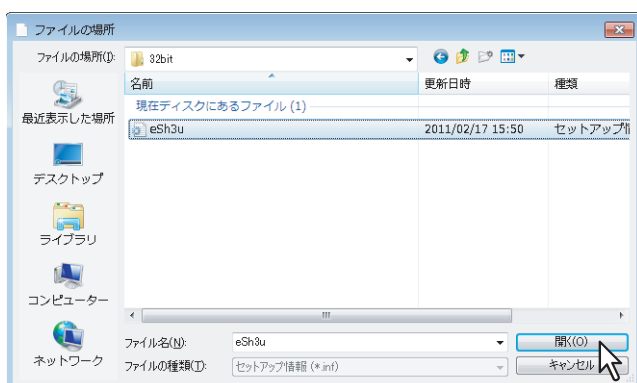 ファイルの場所
ファイルの場所(I):
32bit
名前
更新日時
種類
現在ディスクにあるファイル (1)
eSh3u
2011/02/17 15:50
セットアップ情
最近表示した場所
デスクトップ
ライブラリ
コンピューター
ネットワーク
ファイル名(N):
eSh3u
開く(O)
ファイルの種類(T):
セットアップ情報 (*.inf)
キャンセル